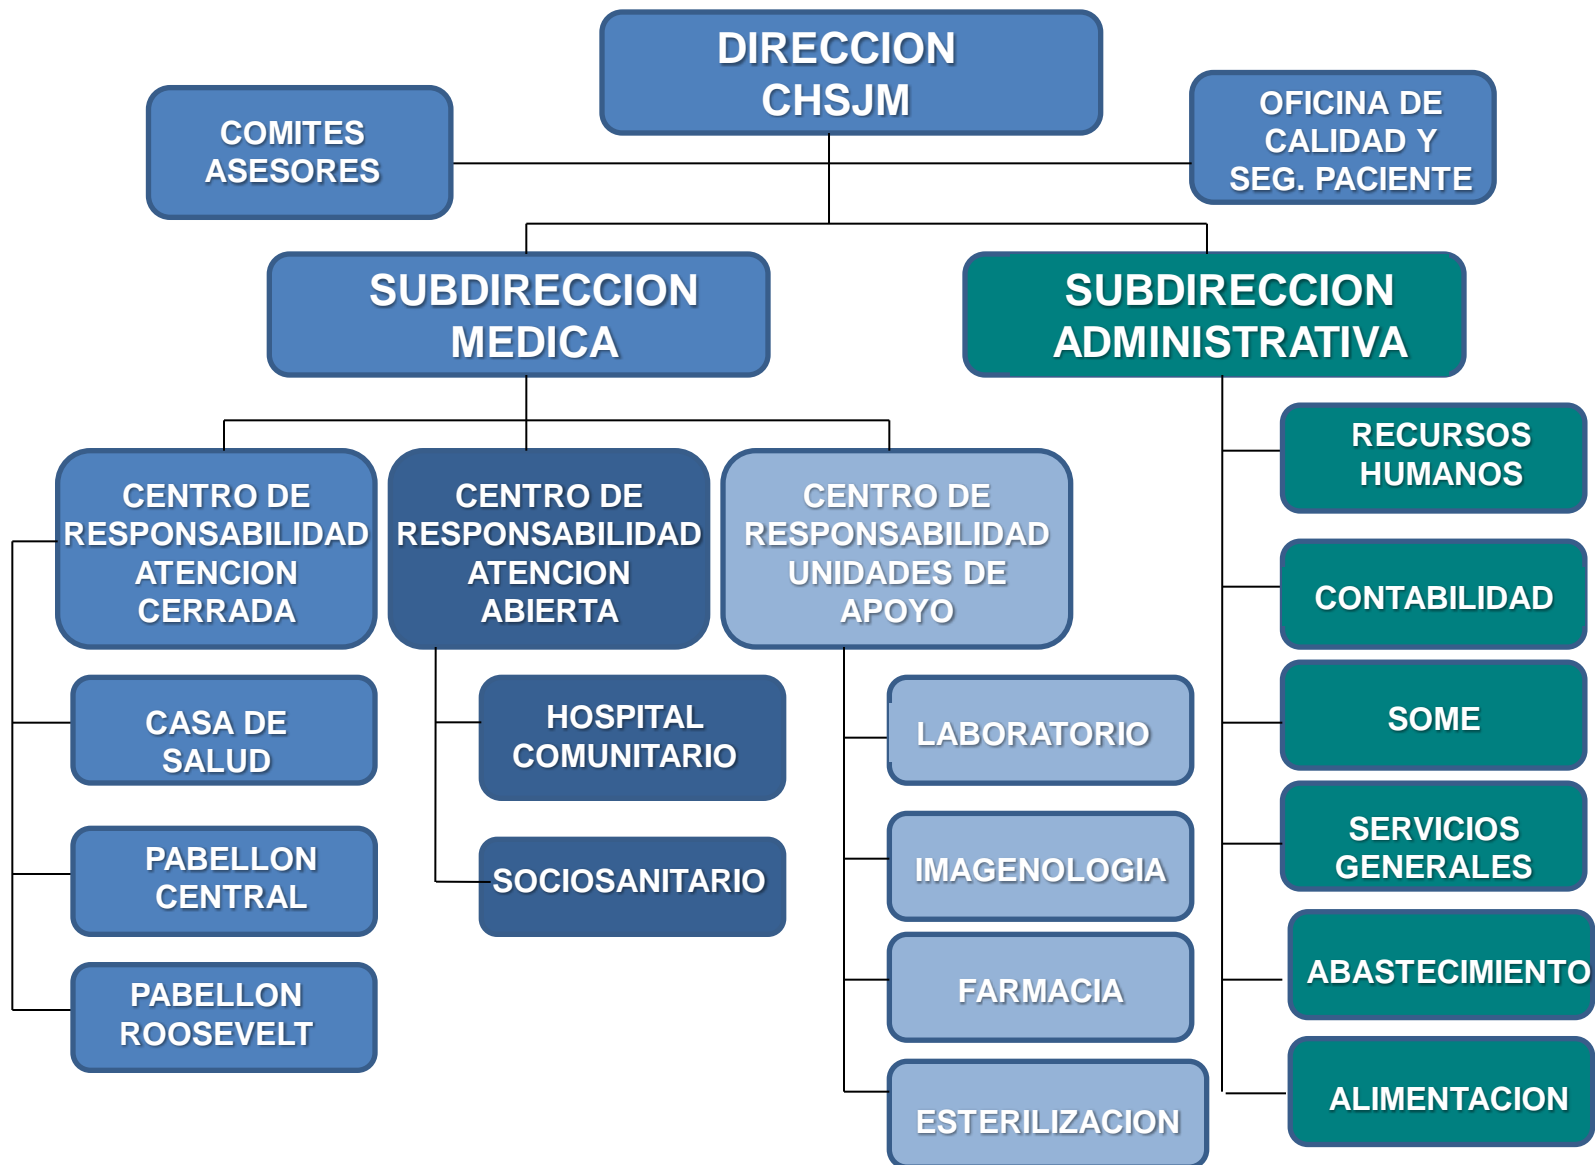 DIRECCION
CHSJM
COMITES
ASESORES
OFICINA DE
CALIDAD Y
SEG. PACIENTE
SUBDIRECCION
MEDICA
SUBDIRECCION
ADMINISTRATIVA
CENTRO DE
RESPONSABILIDAD
ATENCION
CERRADA
CASA DE
SALUD
PABELLON
CENTRAL
PABELLON
ROOSEVELT
CENTRO DE
RESPONSABILIDAD
ATENCION
ABIERTA
HOSPITAL
COMUNITARIO
SOCIOSANITARIO
CENTRO DE
RESPONSABILIDAD
UNIDADES DE
APOYO
LABORATORIO
IMAGENOLOGIA
FARMACIA
ESTERILIZACION
RECURSOS
HUMANOS
CONTABILIDAD
SOME
SERVICIOS
GENERALES
ABASTECIMIENTO
ALIMENTACION